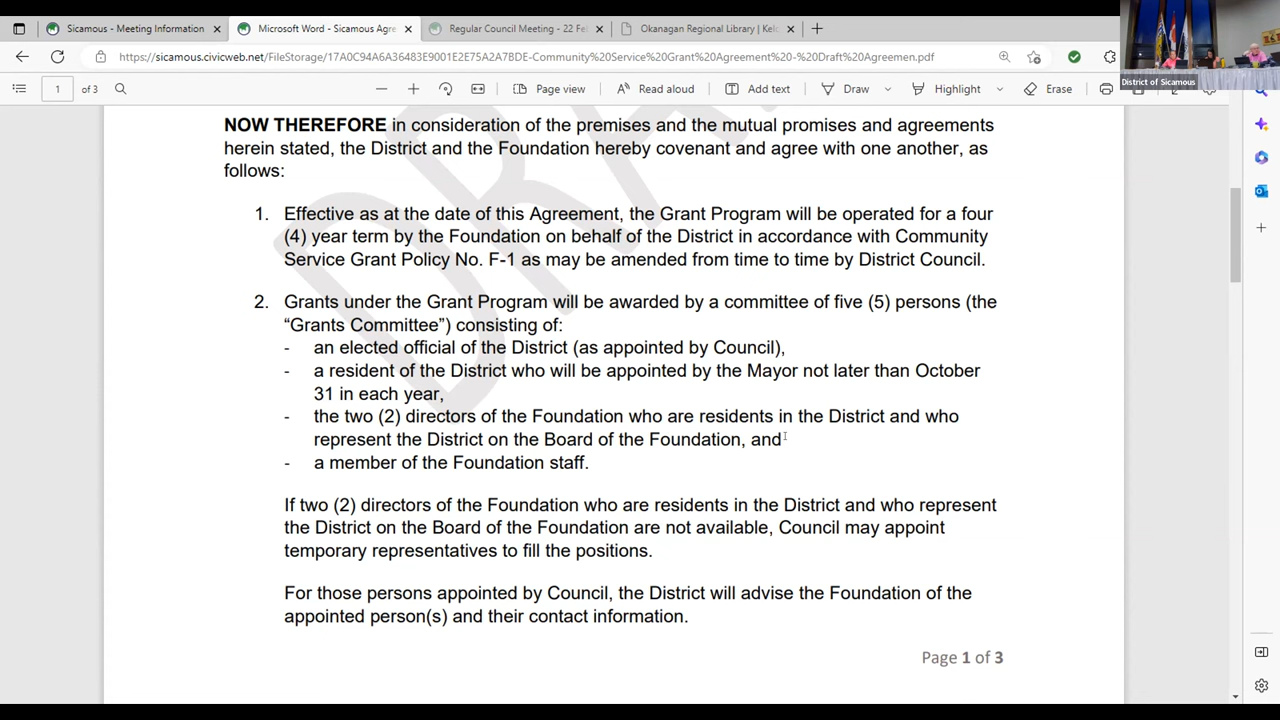 Sicamous - Meeting Information
Microsoft Word - Sicamous Agre
Regular Council Meeting - 22 Fel
Okanagan Regional Library | Kelo
https://sicamous.civicweb.net/FileStorage/17A0C94A6A36483E9001E2E75A2A7BDE-Community%20Service%20Grant%20Agreement%20-%20Draft%20Agreemen.pdf
1 of 3
Page view
Read aloud
Add text
Draw
Highlight
Erase
District of Sicamous
NOW THEREFORE in consideration of the premises and the mutual promises and agreements
herein stated, the District and the Foundation hereby covenant and agree with one another, as
follows:
1. Effective as at the date of this Agreement, the Grant Program will be operated for a four
(4) year term by the Foundation on behalf of the District in accordance with Community
Service Grant Policy No. F-1 as may be amended from time to time by District Council.
2. Grants under the Grant Program will be awarded by a committee of five (5) persons (the
“Grants Committee”) consisting of:
- an elected official of the District (as appointed by Council),
- a resident of the District who will be appointed by the Mayor not later than October
31 in each year,
- the two (2) directors of the Foundation who are residents in the District and who
represent the District on the Board of the Foundation, and
- a member of the Foundation staff.
If two (2) directors of the Foundation who are residents in the District and who represent
the District on the Board of the Foundation are not available, Council may appoint
temporary representatives to fill the positions.
For those persons appointed by Council, the District will advise the Foundation of the
appointed person(s) and their contact information.
Page 1 of 3